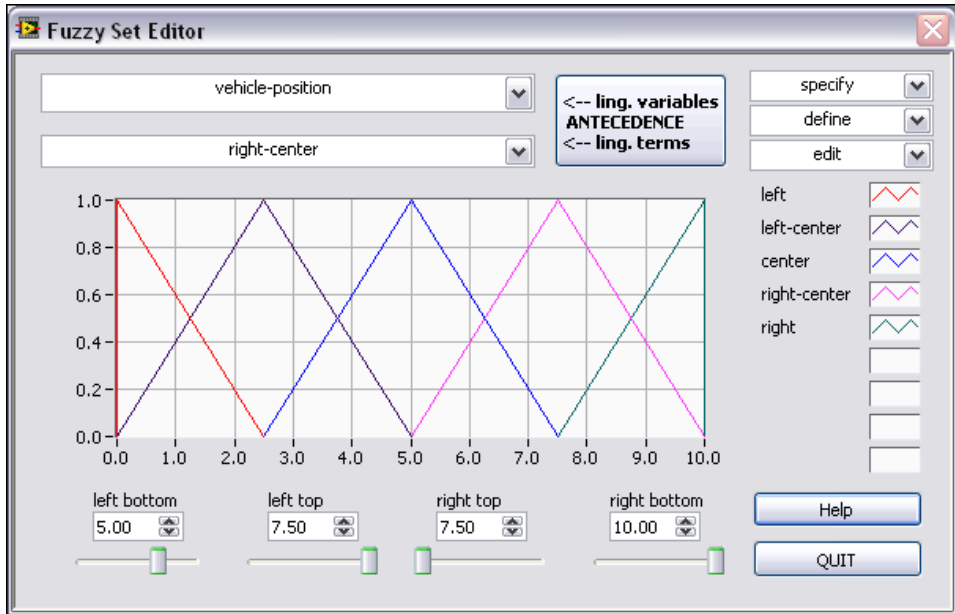 Fuzzy Set Editor
vehicle-position
right-center
<-- ling. variables
ANTECEDENCE
<-- ling. terms
specify
define
edit
left
left-center
center
right-center
right
1.0
0.8
0.6
0.4
0.2
0.0
0.0 1.0 2.0 3.0 4.0 5.0 6.0 7.0 8.0 9.0 10.0
left bottom left top right top right bottom
5.00 7.50 7.50 10.00
Help
QUIT